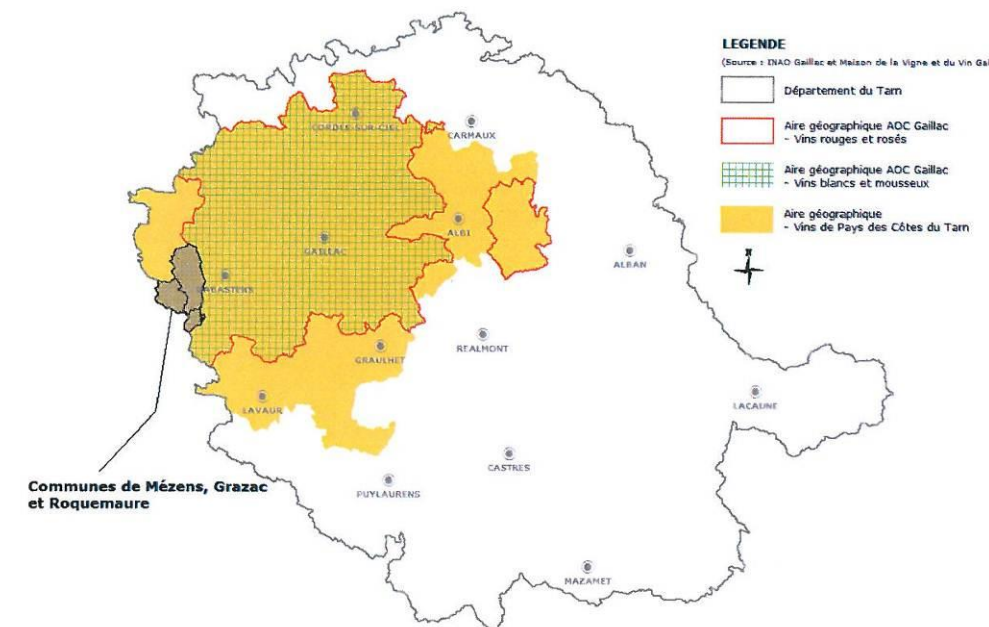 LEGENDE
(Source : INAO Gaillac et Maison de la Vigne et du Vin Gai
Département du Tarn
Aire géographique AOC Gaillac
- Vins rouges et rosés
Aire géographique AOC Gaillac
- Vins blancs et mousseux
Aire géographique
- Vins de Pays des Côtes du Tarn
N
CORDES-SUR-CIEL
CARMAUX
ALBI
GAILLAC
ALBAN
RABASTENS
REALMONT
GRAULHET
LAVAUR
LACAUNE
CASTRES
PUYLAURENS
MAZAMET
Communes de Mézens, Grazac
et Roquemaure